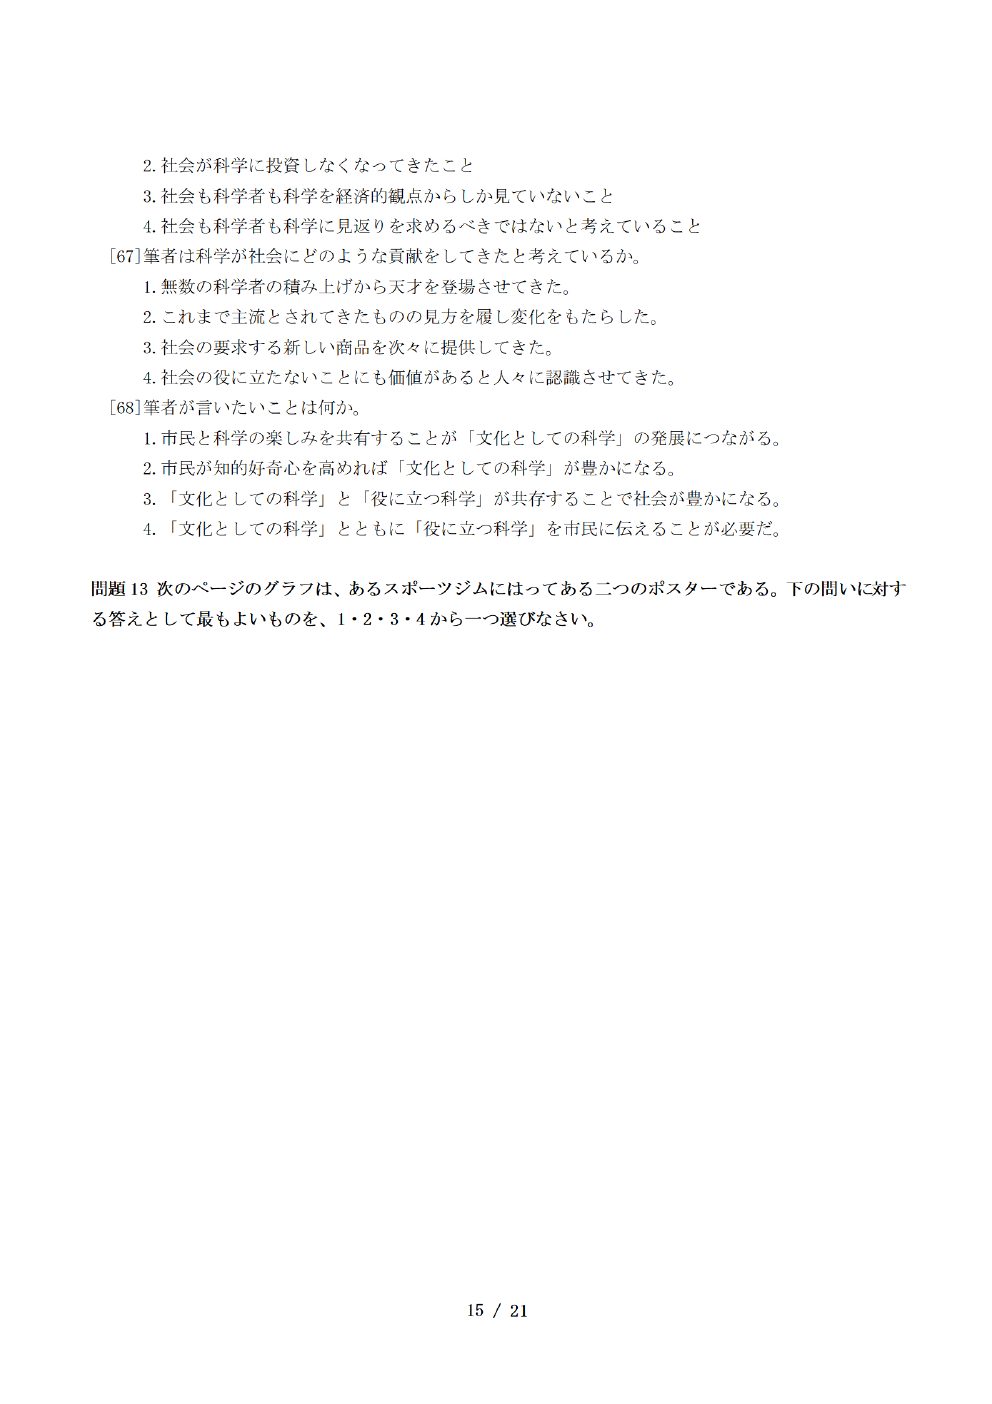 2.社会が科学に投資しなくなってきたこと
3.社会も科学者も科学を経済的観点からしか見ていないこと
4.社会も科学者も科学に見返りを求めるべきではないと考えていること
[67]筆者は科学が社会にどのような貢献をしてきたと考えているか。
1.無数の科学者の積み上げから天才を登場させてきた。
2.これまで主流とされてきたものの見方を履し変化をもたらした。
3.社会の要求する新しい商品を次々に提供してきた。
4.社会の役に立たないことにも価値があると人々に認識させてきた。
[68]筆者が言いたいことは何か。
1.市民と科学の楽しみを共有することが「文化としての科学」の発展につながる。
2.市民が知的好奇心を高めれば「文化としての科学」が豊かになる。
3.「文化としての科学」と「役に立つ科学」が共存することで社会が豊かになる。
4.「文化としての科学」とともに「役に立つ科学」を市民に伝えることが必要だ。
問題 13 次のページのグラフは、あるスポーツジムにはってある二つのポスターである。下の問いに対す
る答えとして最もよいものを、1・2・3・4 から一つ選びなさい。
15 / 21